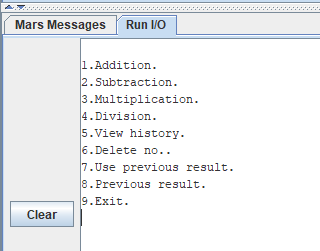 Mars Messages Run I/O
1.Addition.
2.Subtraction.
3.Multiplication.
4.Division.
5.View history.
6.Delete no..
7.Use previous result.
8.Previous result.
9.Exit.
Clear